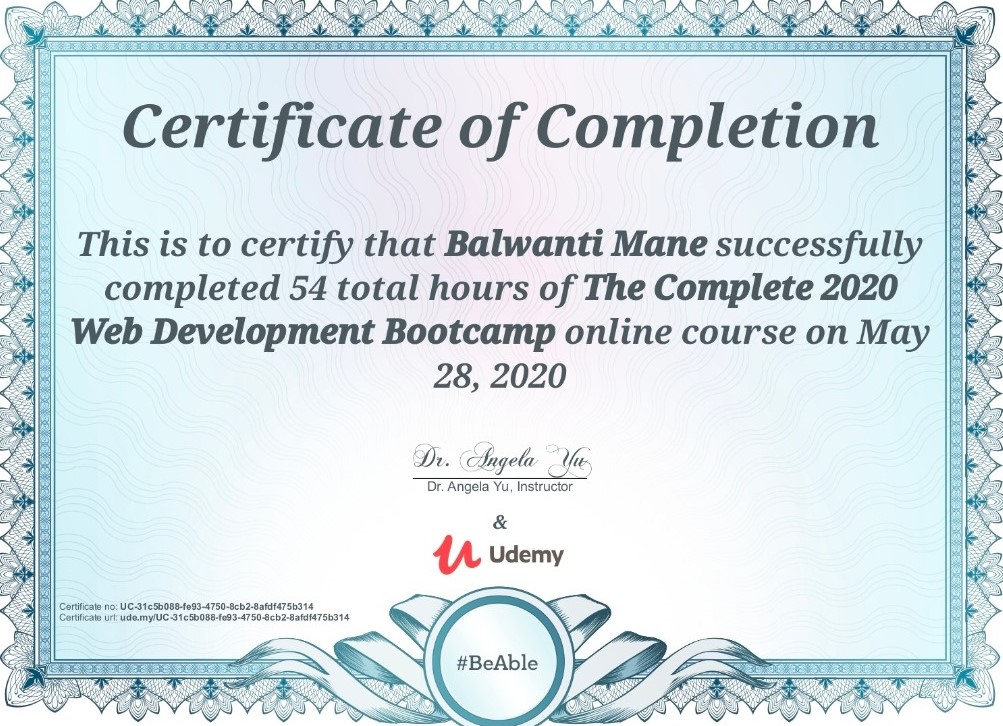 Certificate of Completion
This is to certify that Balwanti Mane successfully
completed 54 total hours of The Complete 2020
Web Development Bootcamp online course on May
28, 2020
Dr. Angela Yu
Dr. Angela Yu, Instructor
&
Udemy
Certificate no: UC-31c5b088-fe93-4750-8cb2-8afdf475b314
Certificate url: ude.my/UC-31c5b088-fe93-4750-8cb2-8afdf475b314
#BeAble